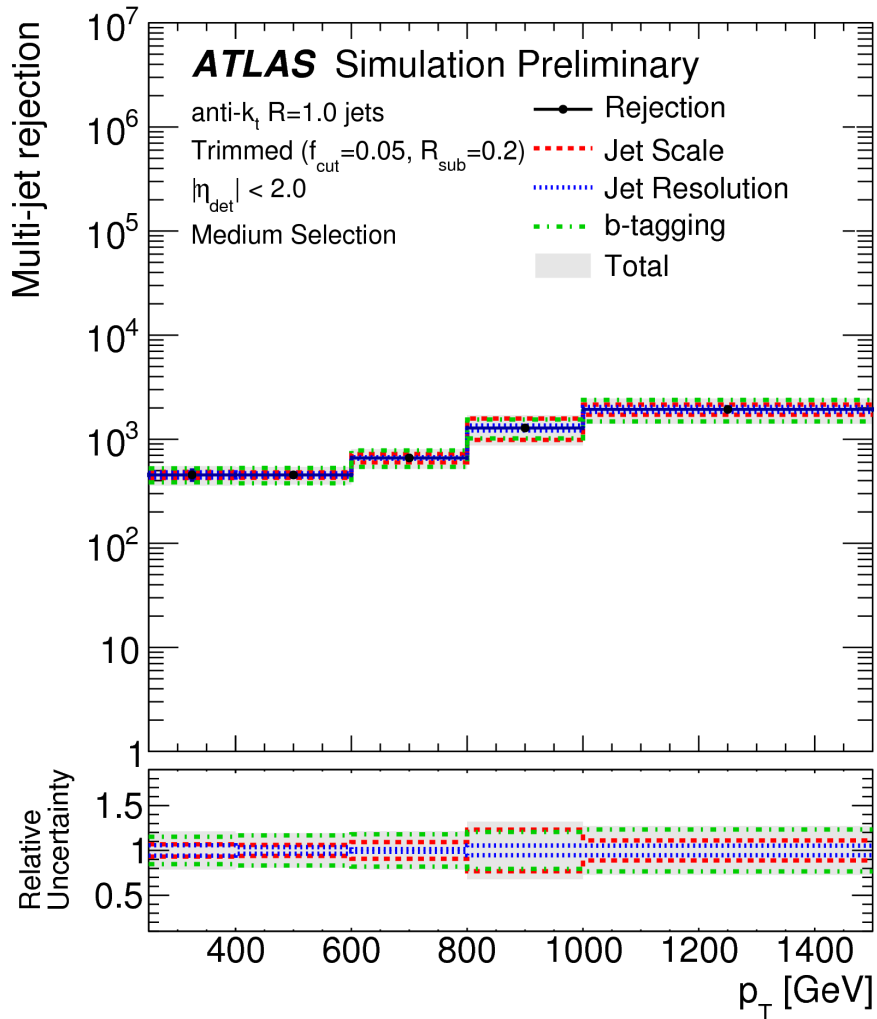 10^7
10^6
10^5
10^4
10^3
10^2
10
1
Multi-jet rejection
ATLAS Simulation Preliminary
anti-k_t R=1.0 jets
Trimmed (f_cut=0.05, R_sub=0.2)
|η_det| < 2.0
Medium Selection
Rejection
Jet Scale
Jet Resolution
b-tagging
Total
1.5
1
0.5
Relative
Uncertainty
400 600 800 1000 1200 1400
p_T [GeV]